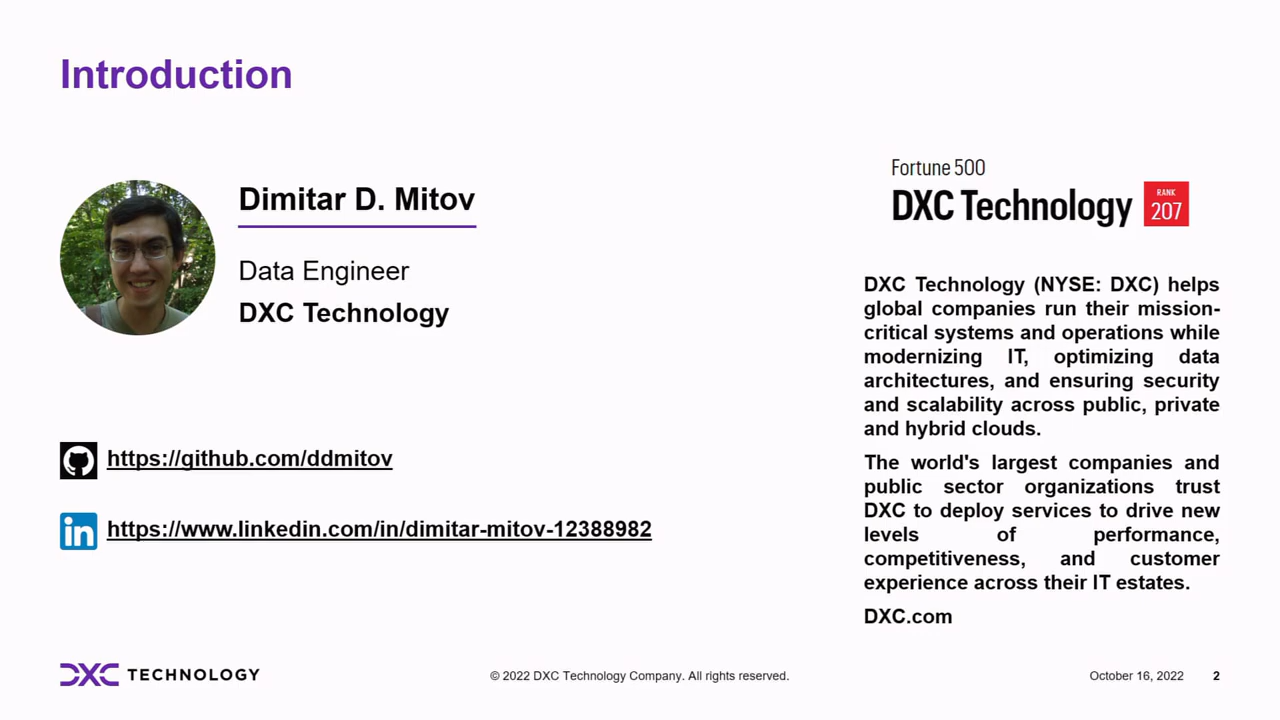 Introduction
Dimitar D. Mitov
Data Engineer
DXC Technology
https://github.com/ddmitov
in https://www.linkedin.com/in/dimitar-mitov-12388982
Fortune 500
DXC Technology RANK 207
DXC Technology (NYSE: DXC) helps
global companies run their mission-
critical systems and operations while
modernizing IT, optimizing data
architectures, and ensuring security
and scalability across public, private
and hybrid clouds.
The world's largest companies and
public sector organizations trust
DXC to deploy services to drive new
levels of performance,
competitiveness, and customer
experience across their IT estates.
DXC.com
DXC TECHNOLOGY
© 2022 DXC Technology Company. All rights reserved.
October 16, 2022 2